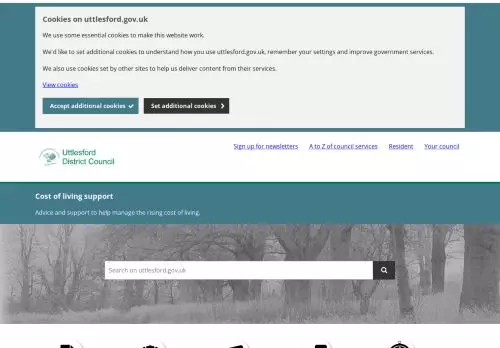 Cookies on uttlesford.gov.uk
We use some essential cookies to make this website work.
We'd like to set additional cookies to understand how you use uttlesford.gov.uk, remember your settings and improve government services.
We also use cookies set by other sites to help us deliver content from their services.
View cookies
Accept additional cookies
Set additional cookies
Uttlesford
District Council
Sign up for newsletters
A to Z of council services
Resident
Your council
Cost of living support
Advice and support to help manage the rising cost of living.
Search on uttlesford.gov.uk